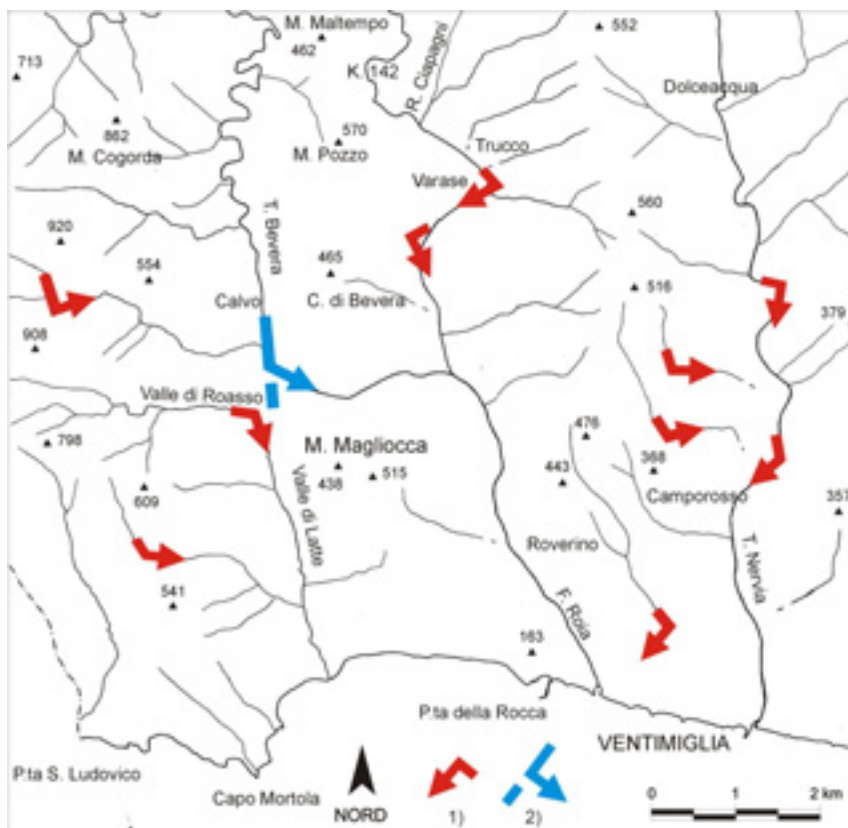 713
M. Maltempo
462
552
K. 142
R. Ciapagni
Dolceacqua
862
M. Cogorda
570
M. Pozzo
Trucco
Varase
T. Bevera
560
920
554
465
516
Calvo
C. di Bevera
379
908
Valle di Roasso
798
M. Magliocca
438
515
476
443
368
Camporosso
357
609
Valle di Latte
Roverino
T. Nervia
541
F. Roia
163
P.ta della Rocca
VENTIMIGLIA
P.ta S. Ludovico
Capo Mortola
NORD
1)
2)
0 1 2 km